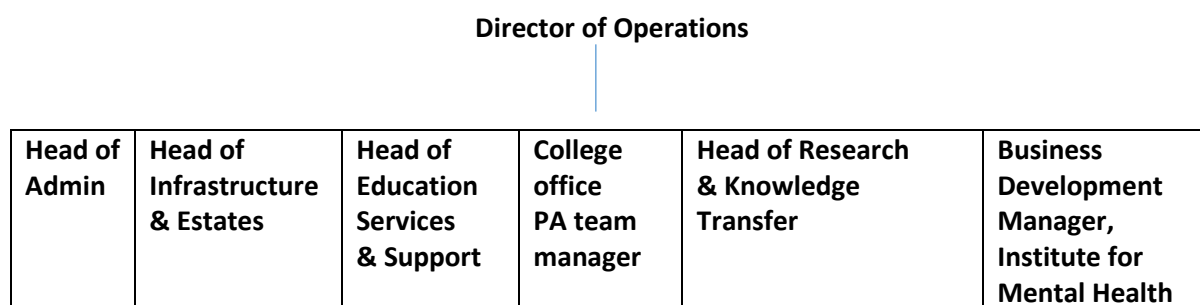 Director of Operations
Head of
Admin
Head of
Infrastructure
& Estates
Head of
Education
Services
& Support
College
office
PA team
manager
Head of Research
& Knowledge
Transfer
Business
Development
Manager,
Institute for
Mental Health